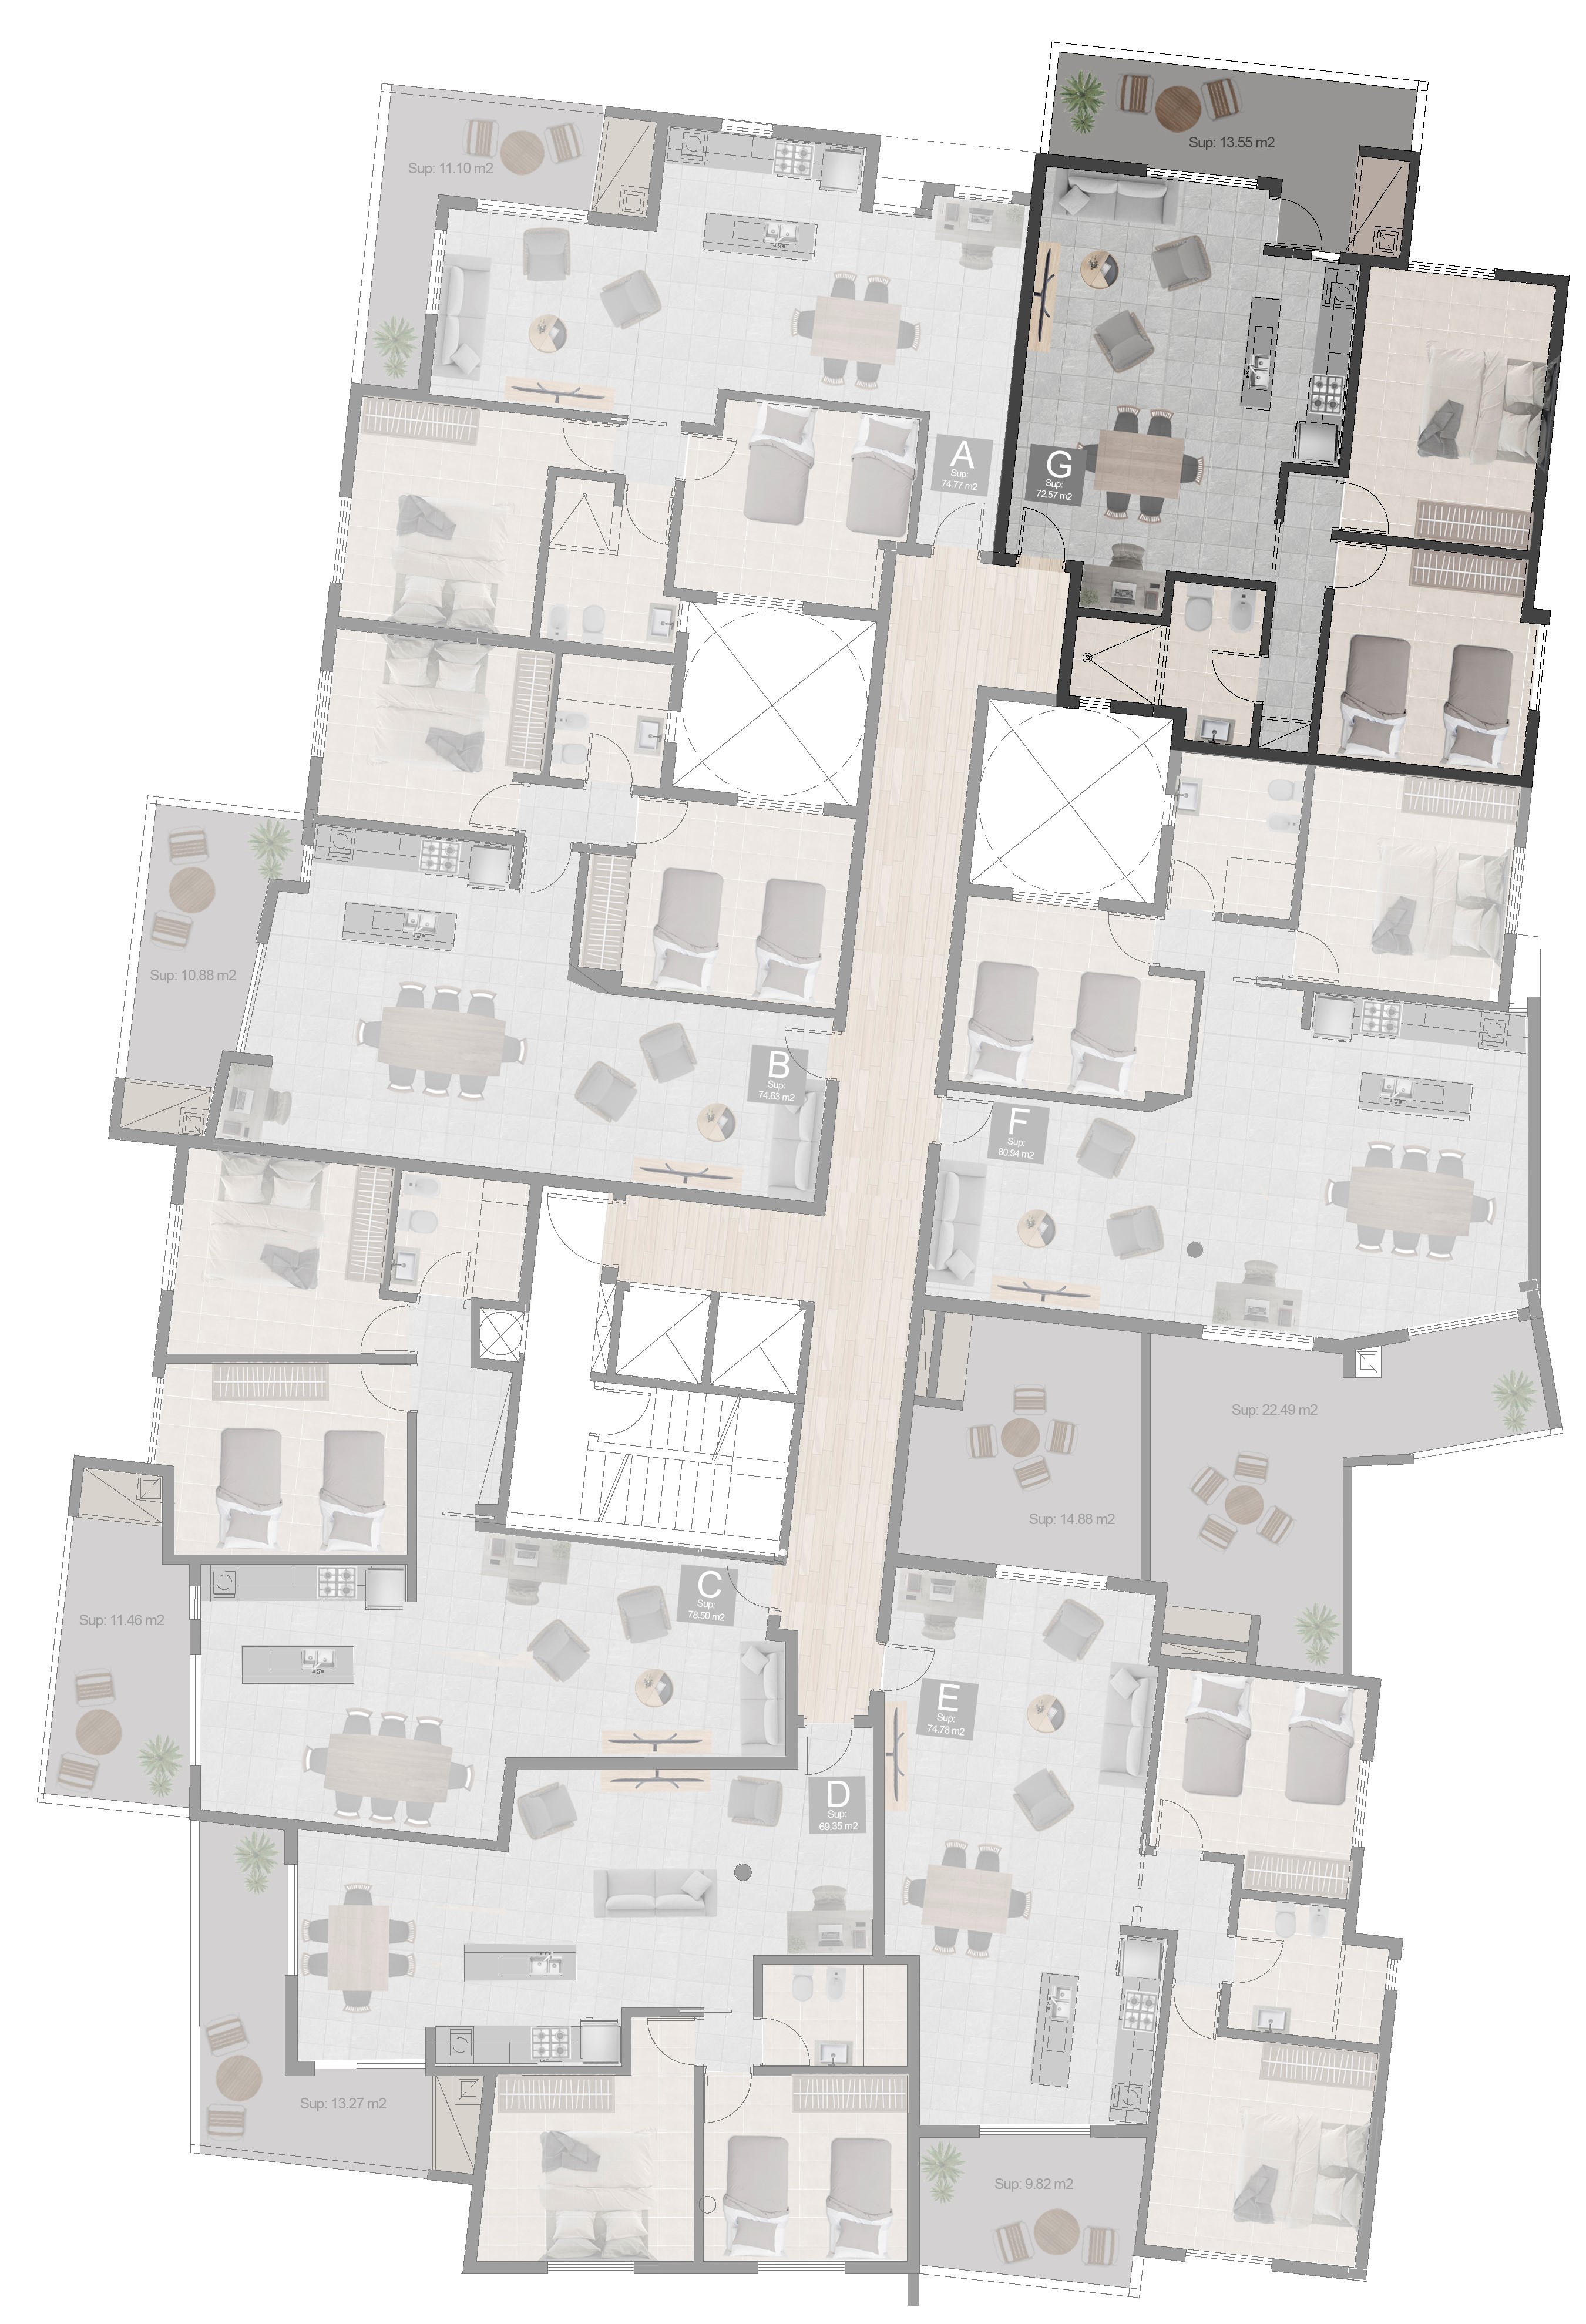 Sup: 13.55 m2
Sup: 11.10 m2
A
Sup:
74.77 m2
G
Sup:
72.57 m2
Sup: 10.88 m2
B
Sup:
74.63 m2
F
Sup:
80.94 m2
Sup: 22.49 m2
Sup: 14.88 m2
C
Sup:
78.50 m2
Sup: 11.46 m2
E
Sup:
74.78 m2
D
Sup:
69.35 m2
Sup: 13.27 m2
Sup: 9.82 m2